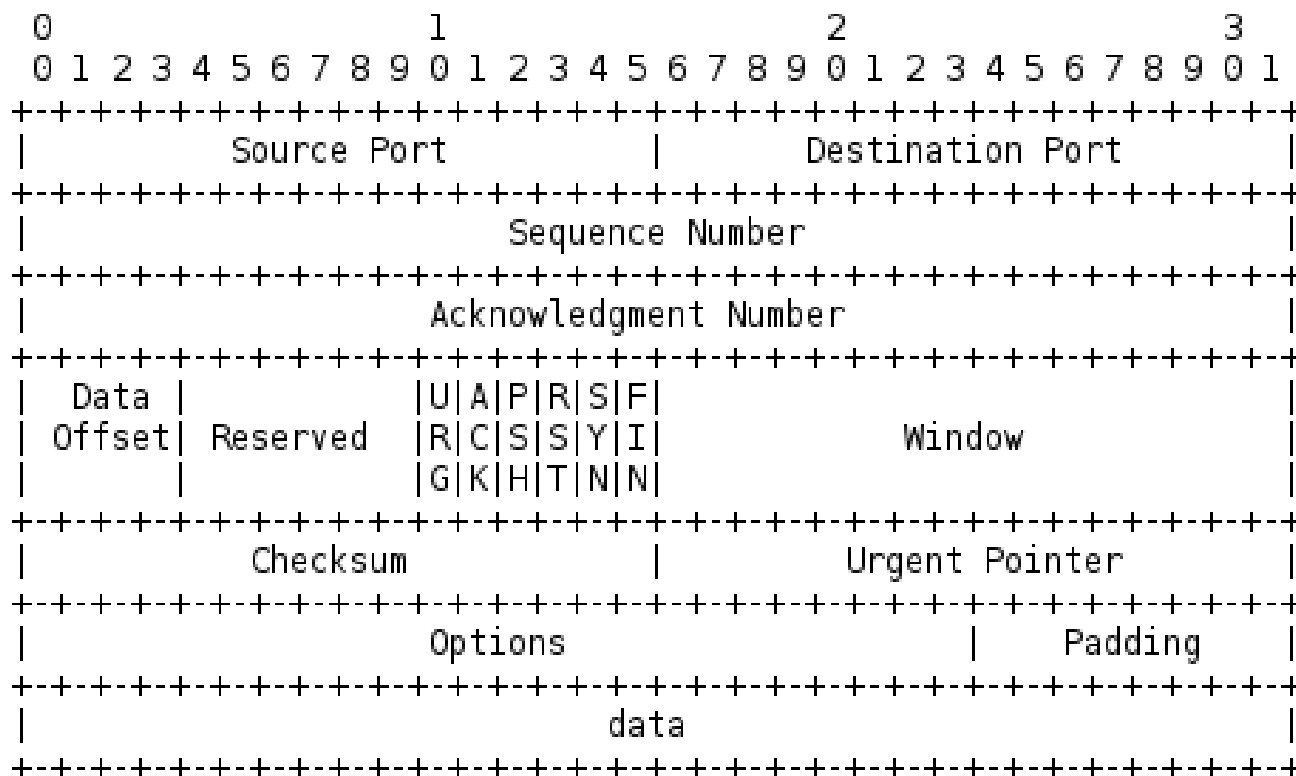 0                   1                   2                   3
 0 1 2 3 4 5 6 7 8 9 0 1 2 3 4 5 6 7 8 9 0 1 2 3 4 5 6 7 8 9 0 1
+-+-+-+-+-+-+-+-+-+-+-+-+-+-+-+-+-+-+-+-+-+-+-+-+-+-+-+-+-+-+-+-+
|          Source Port          |       Destination Port        |
+-+-+-+-+-+-+-+-+-+-+-+-+-+-+-+-+-+-+-+-+-+-+-+-+-+-+-+-+-+-+-+-+
|                        Sequence Number                        |
+-+-+-+-+-+-+-+-+-+-+-+-+-+-+-+-+-+-+-+-+-+-+-+-+-+-+-+-+-+-+-+-+
|                    Acknowledgment Number                      |
+-+-+-+-+-+-+-+-+-+-+-+-+-+-+-+-+-+-+-+-+-+-+-+-+-+-+-+-+-+-+-+-+
|  Data |           |U|A|P|R|S|F|                               |
| Offset| Reserved  |R|C|S|S|Y|I|            Window             |
|       |           |G|K|H|T|N|N|                               |
+-+-+-+-+-+-+-+-+-+-+-+-+-+-+-+-+-+-+-+-+-+-+-+-+-+-+-+-+-+-+-+-+
|           Checksum            |         Urgent Pointer        |
+-+-+-+-+-+-+-+-+-+-+-+-+-+-+-+-+-+-+-+-+-+-+-+-+-+-+-+-+-+-+-+-+
|                    Options                    |    Padding    |
+-+-+-+-+-+-+-+-+-+-+-+-+-+-+-+-+-+-+-+-+-+-+-+-+-+-+-+-+-+-+-+-+
|                             data                              |
+-+-+-+-+-+-+-+-+-+-+-+-+-+-+-+-+-+-+-+-+-+-+-+-+-+-+-+-+-+-+-+-+